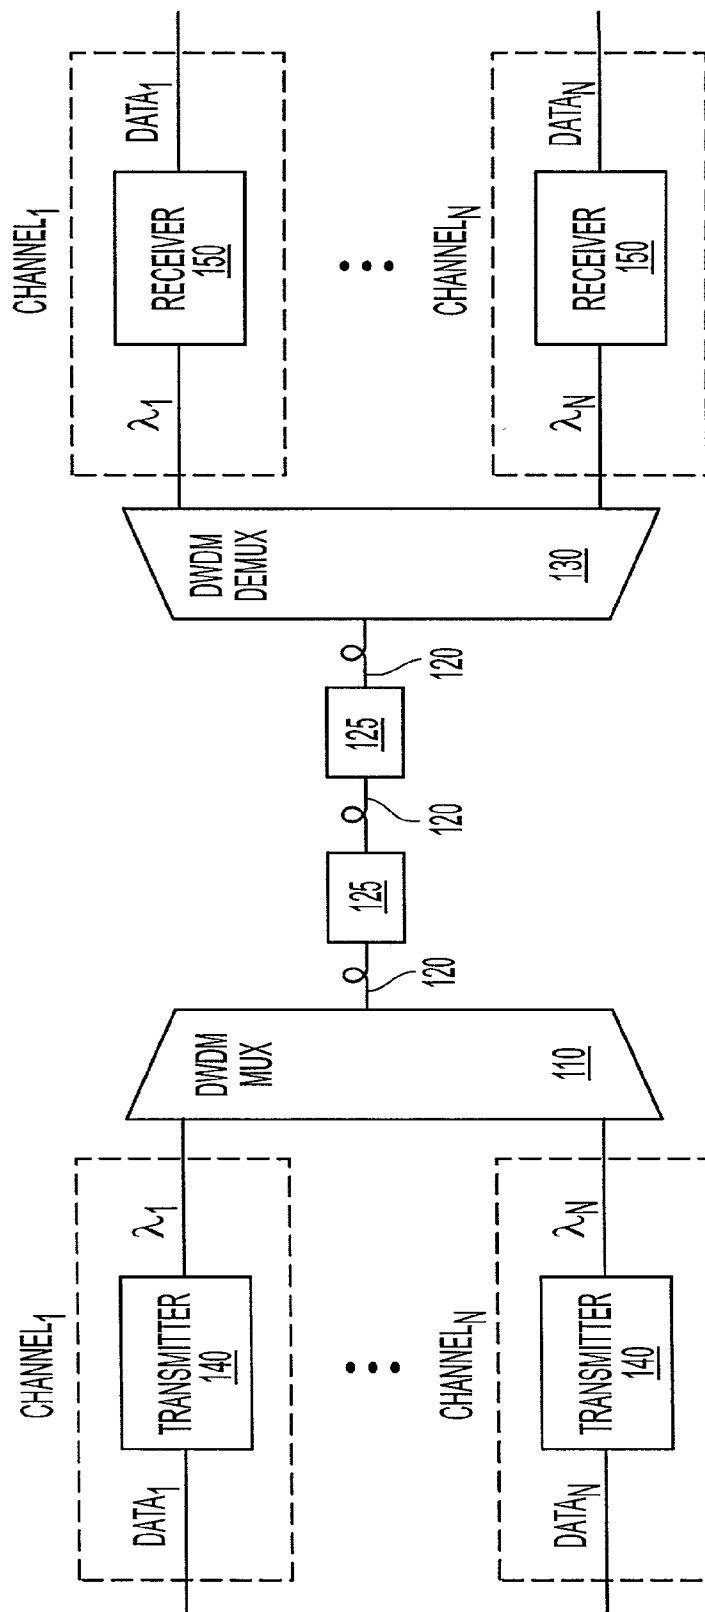 CHANNEL1
DATA1
TRANSMITTER
140
λ1
CHANNELN
DATAN
TRANSMITTER
140
λN
DWDM
MUX
110
120
125
120
125
120
DWDM
DEMUX
130
CHANNEL1
λ1
RECEIVER
150
DATA1
CHANNELN
λN
RECEIVER
150
DATAN